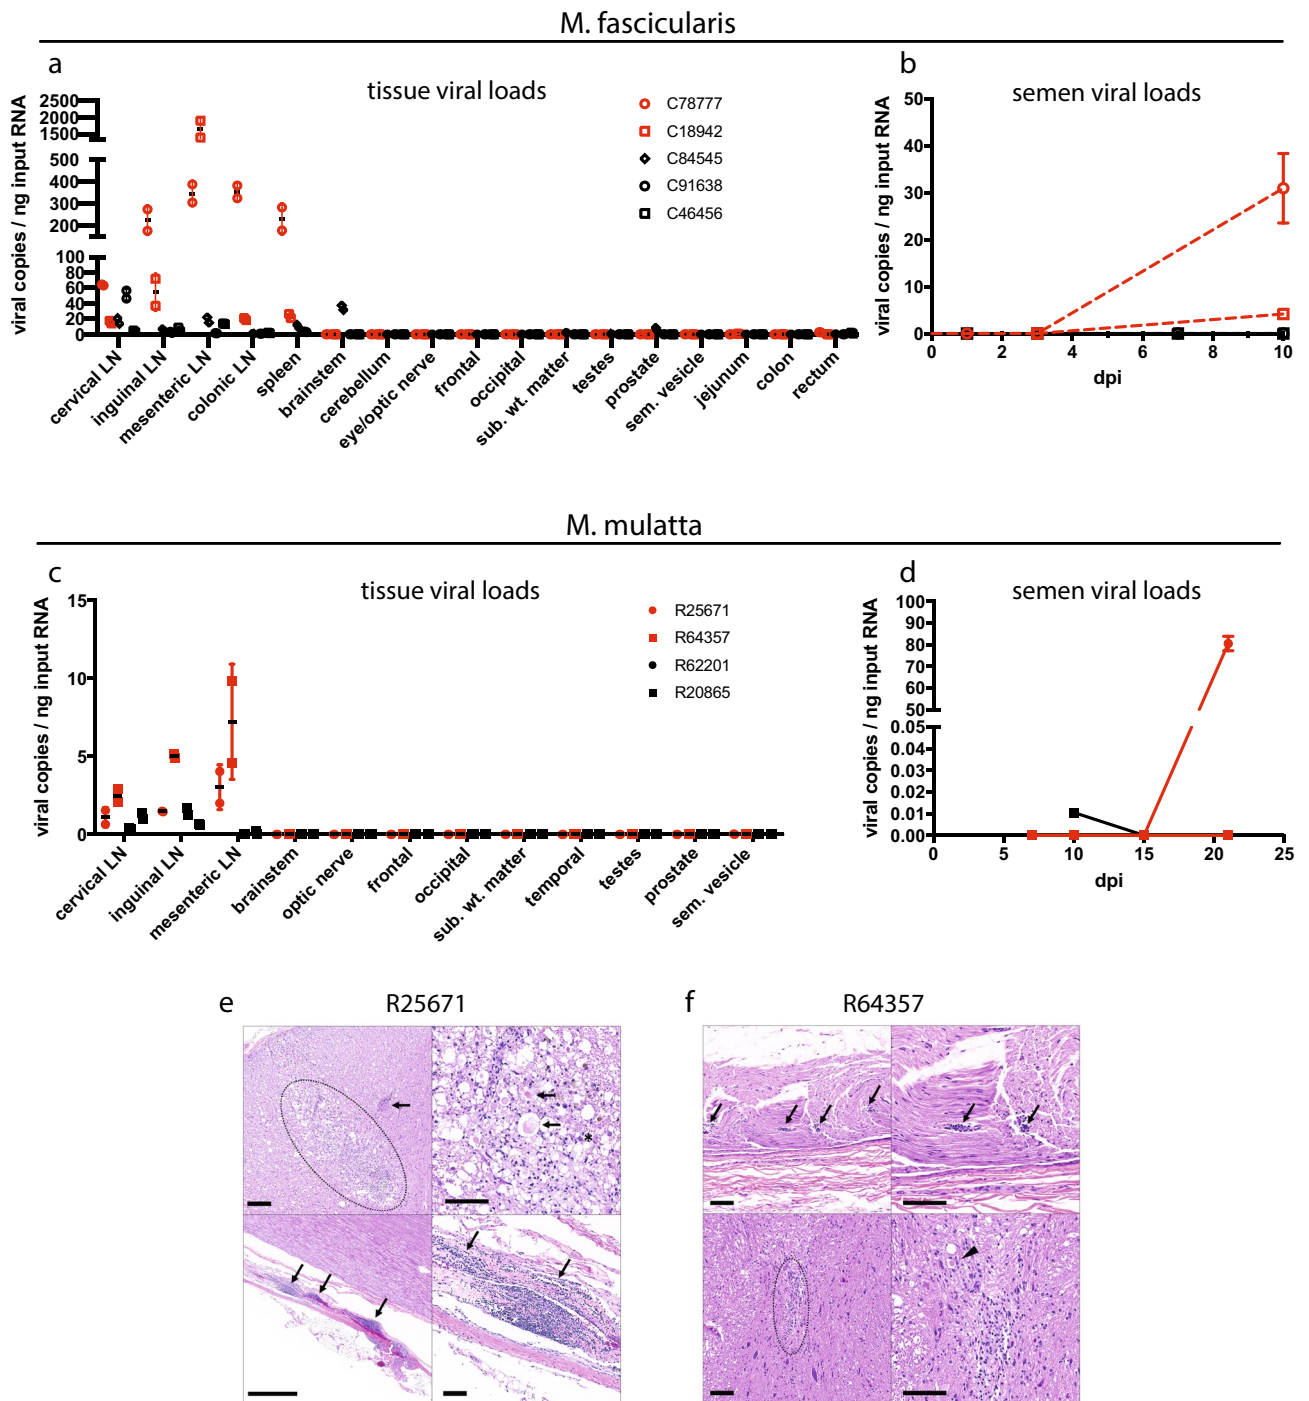 M. fascicularis
a
tissue viral loads
viral copies / ng input RNA
2500
2000
1500
500
400
300
200
100
80
60
40
20
0
C78777
C18942
C84545
C91638
C46456
cervical LN
inguinal LN
mesenteric LN
colonic LN
spleen
brainstem
cerebellum
eye/optic nerve
frontal
occipital
sub. wt. matter
testes
prostate
sem. vesicle
jejunum
colon
rectum
b
semen viral loads
viral copies / ng input RNA
50
40
30
20
10
0
0 2 4 6 8 10
dpi
M. mulatta
c
tissue viral loads
viral copies / ng input RNA
15
10
5
0
R25671
R64357
R62201
R20865
cervical LN
inguinal LN
mesenteric LN
brainstem
optic nerve
frontal
occipital
sub. wt. matter
temporal
testes
prostate
sem. vesicle
d
semen viral loads
viral copies / ng input RNA
100
90
80
70
60
50
0.05
0.04
0.03
0.02
0.01
0.00
0 5 10 15 20 25
dpi
e
R25671
*
f
R64357